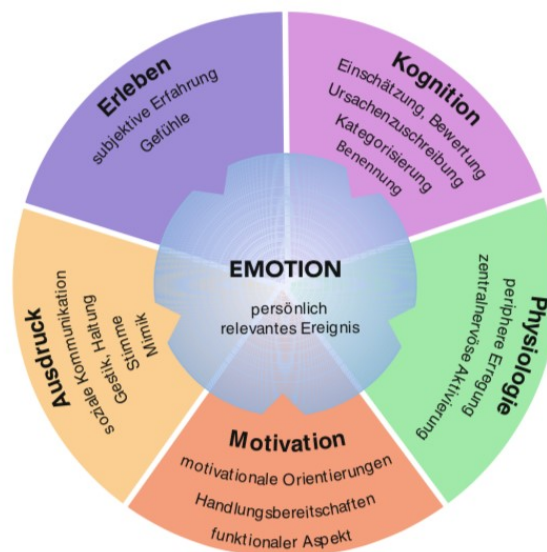 Erleben
subjektive Erfahrung
Gefühle
Kognition
Einschätzung, Bewertung
Ursachenzuschreibung
Kategorisierung
Benennung
EMOTION
persönlich
relevantes Ereignis
Ausdruck
soziale Kommunikation
Gestik, Haltung
Stimme
Mimik
Physiologie
periphere Erregung
zentralnervöse Aktivierung
Motivation
motivationale Orientierungen
Handlungsbereitschaften
funktionaler Aspekt